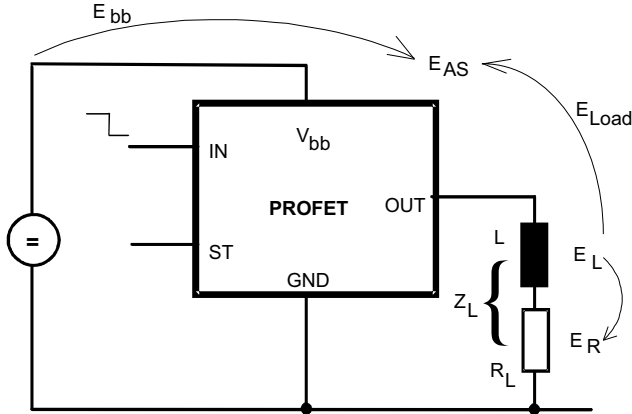 E bb
E AS
E Load
IN
V bb
PROFET
OUT
ST
GND
=
L
Z L
E L
R L
E R